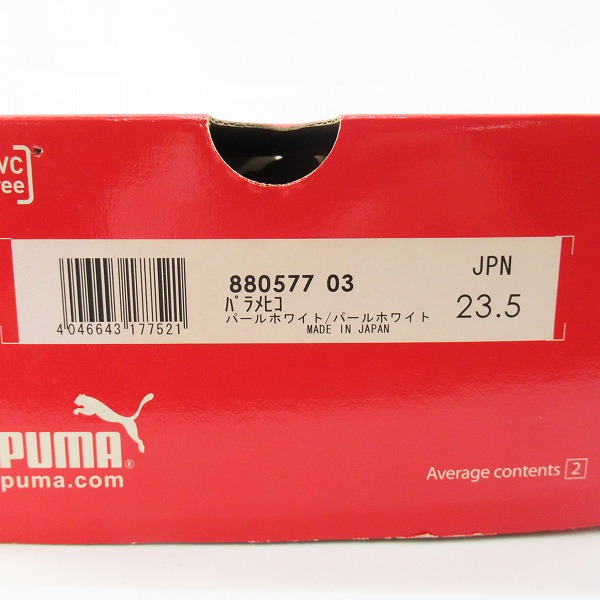 VC
ree
880577 03
パラメヒコ
パールホワイト/パールホワイト
MADE IN JAPAN
4 046643 177521
JPN
23.5
PUMA®
puma.com
Average contents 2